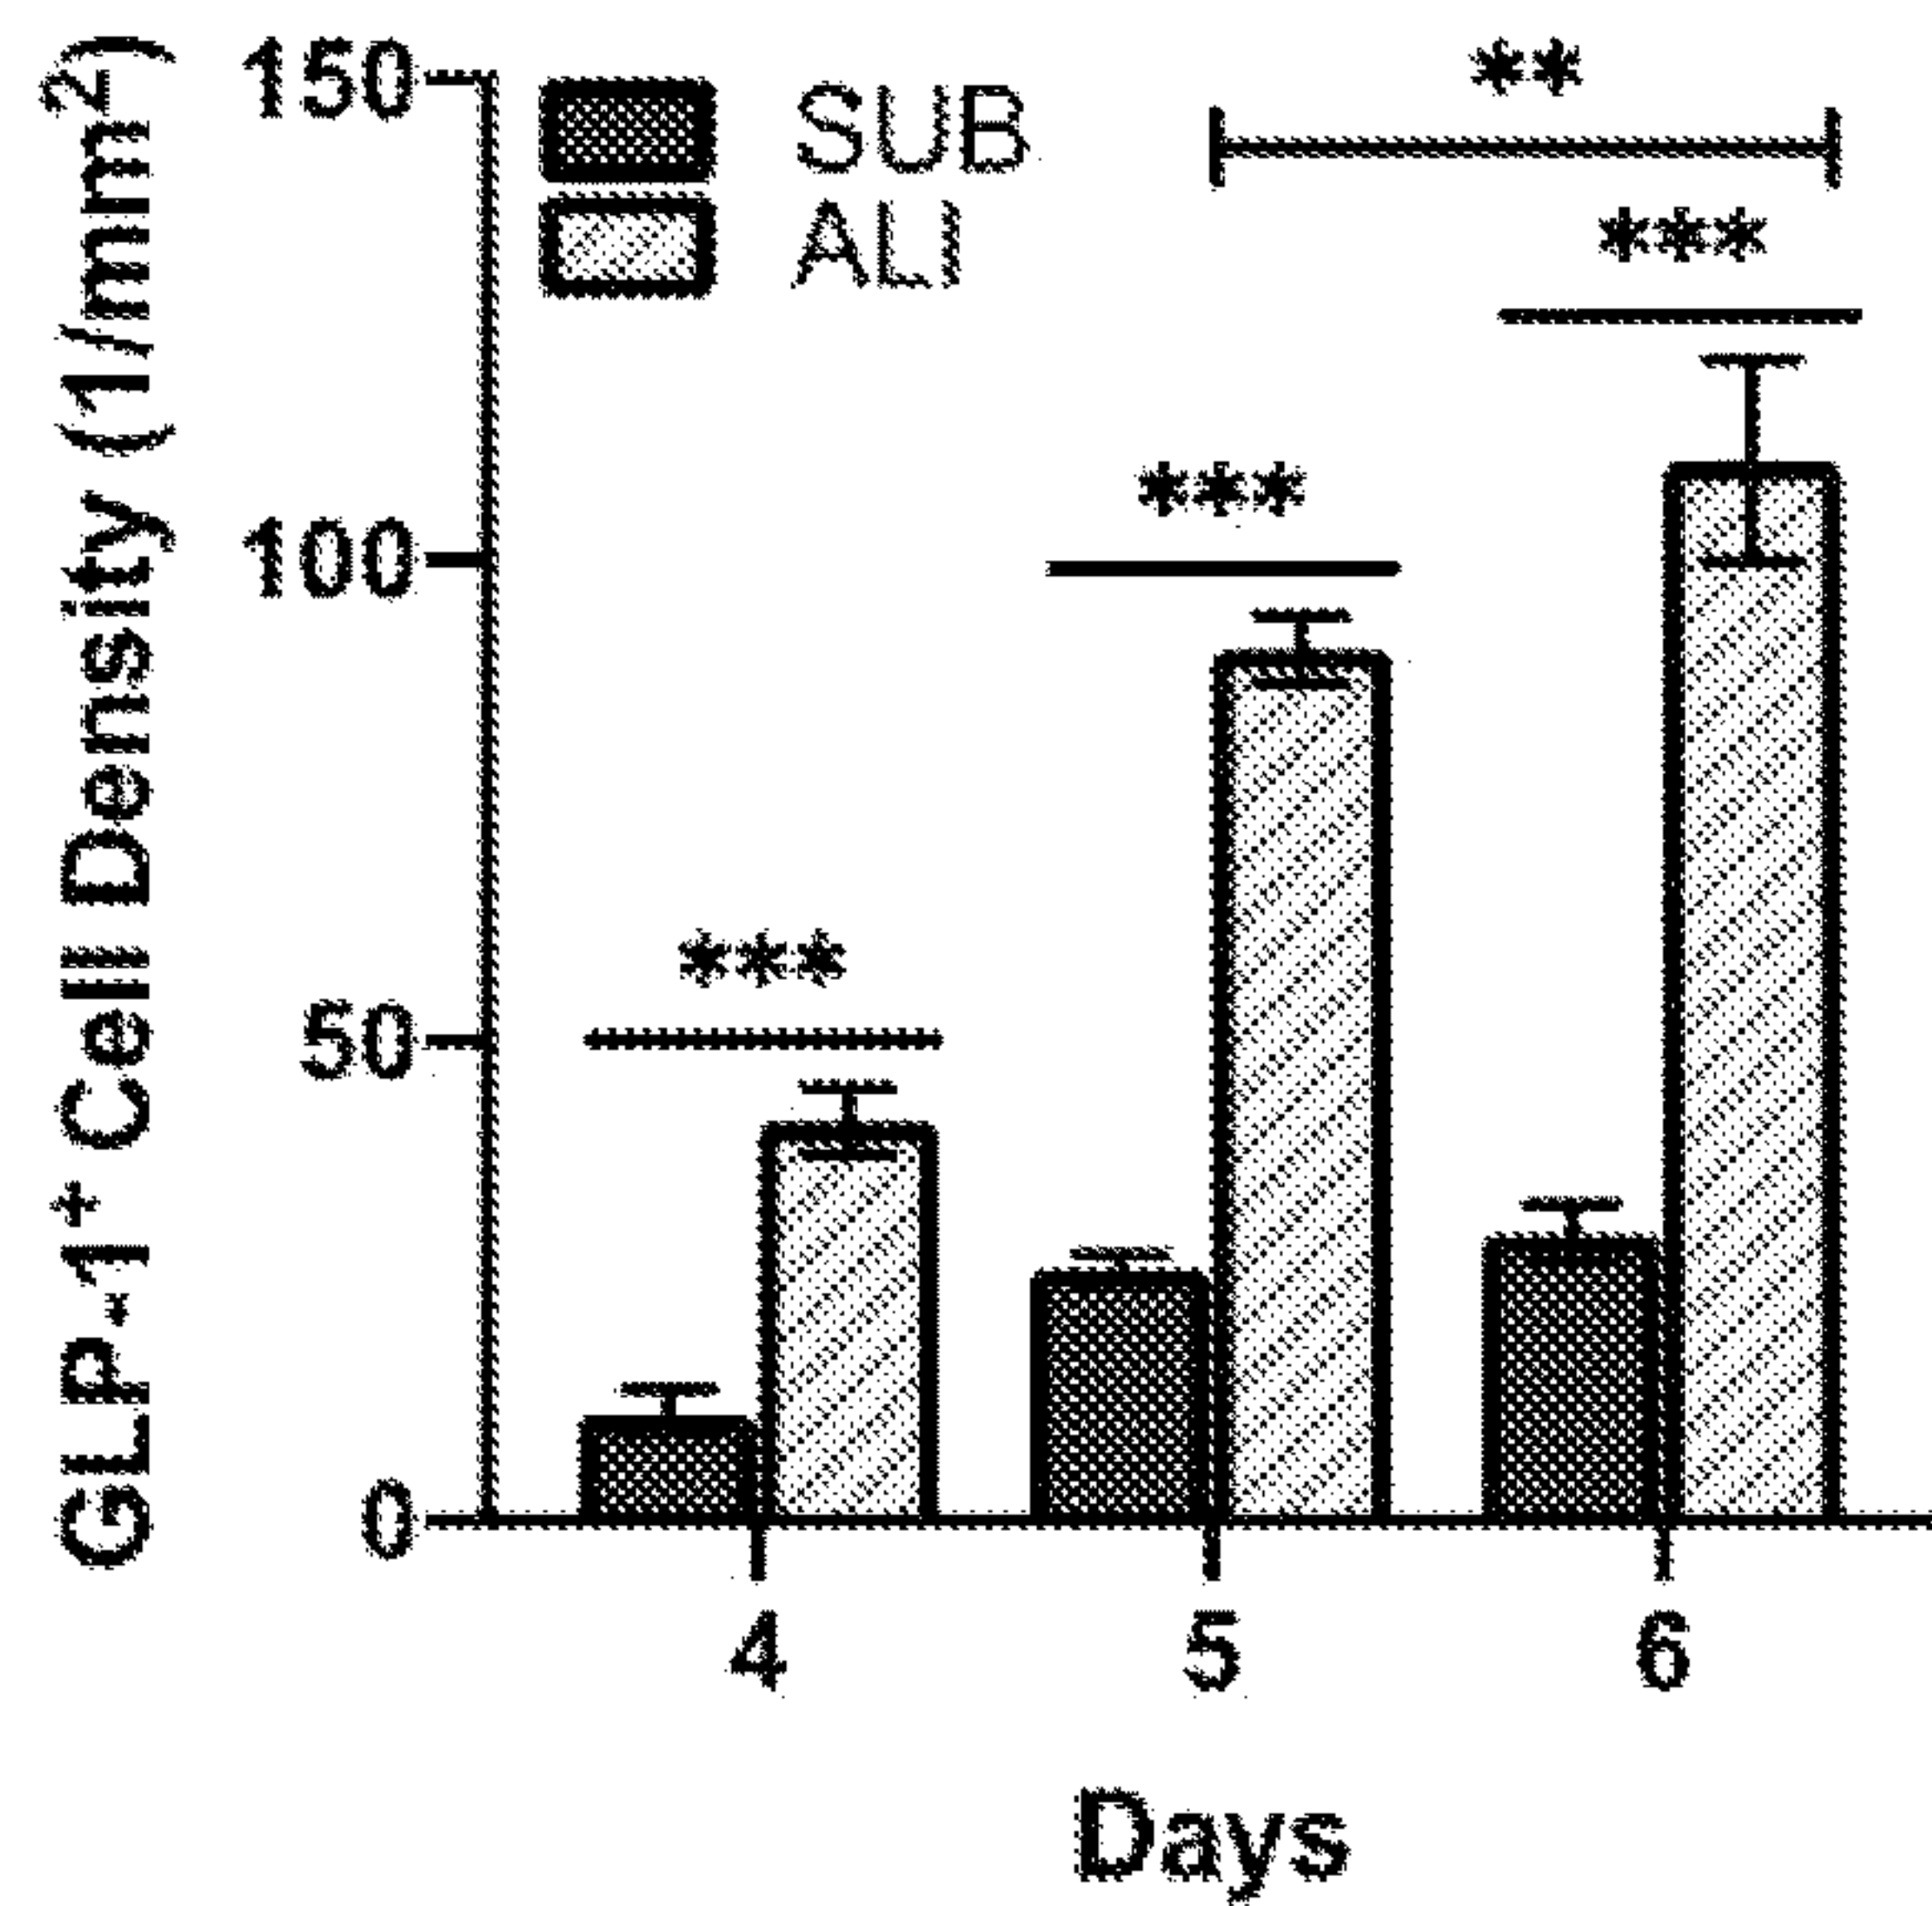 GLP-1⁺ Cell Density (1/mm²)
150
100
50
0
SUB
ALI
**
***
***
***
4 5 6
Days